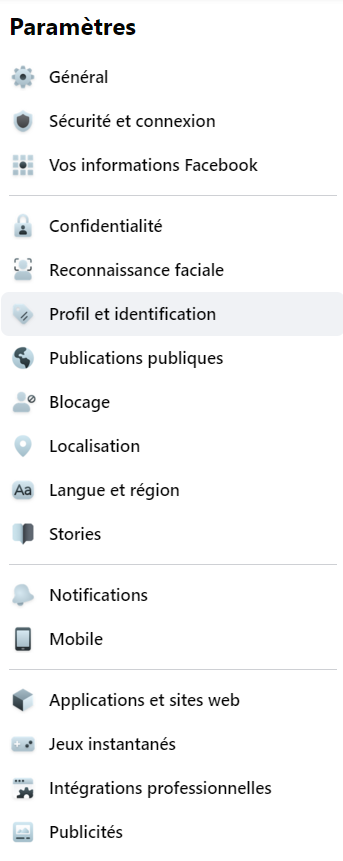 Paramètres
Général
Sécurité et connexion
Vos informations Facebook
Confidentialité
Reconnaissance faciale
Profil et identification
Publications publiques
Blocage
Localisation
Aa Langue et région
Stories
Notifications
Mobile
Applications et sites web
Jeux instantanés
Intégrations professionnelles
Publicités